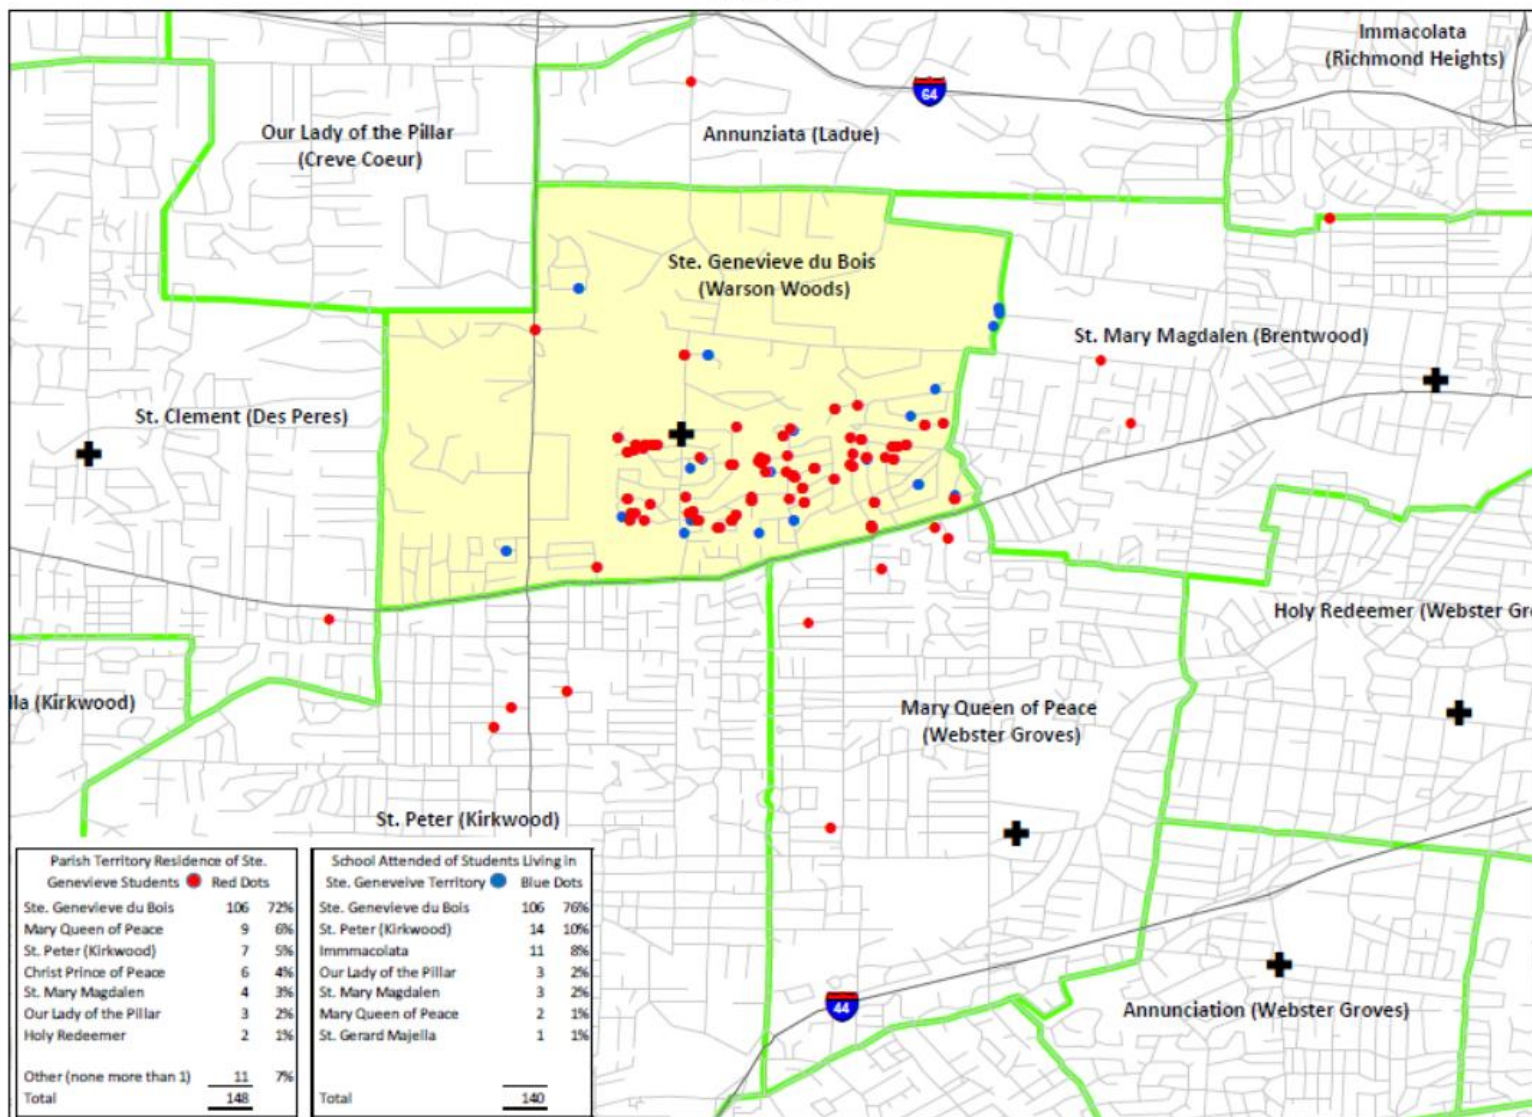 Immacolata
(Richmond Heights)
64
Our Lady of the Pillar
(Creve Coeur)
Annunziata (Ladue)
Ste. Genevieve du Bois
(Warson Woods)
St. Mary Magdalen (Brentwood)
St. Clement (Des Peres)
Holy Redeemer (Webster Gro
lla (Kirkwood)
Mary Queen of Peace
(Webster Groves)
St. Peter (Kirkwood)
44
Annunciation (Webster Groves)
Parish Territory Residence of Ste.
Genevieve Students Red Dots
Ste. Genevieve du Bois 106 72%
Mary Queen of Peace 9 6%
St. Peter (Kirkwood) 7 5%
Christ Prince of Peace 6 4%
St. Mary Magdalen 4 3%
Our Lady of the Pillar 3 2%
Holy Redeemer 2 1%
Other (none more than 1) 11 7%
Total 148
School Attended of Students Living in
Ste. Geneveive Territory Blue Dots
Ste. Genevieve du Bois 106 76%
St. Peter (Kirkwood) 14 10%
Immmacolata 11 8%
Our Lady of the Pillar 3 2%
St. Mary Magdalen 3 2%
Mary Queen of Peace 2 1%
St. Gerard Majella 1 1%
Total 140